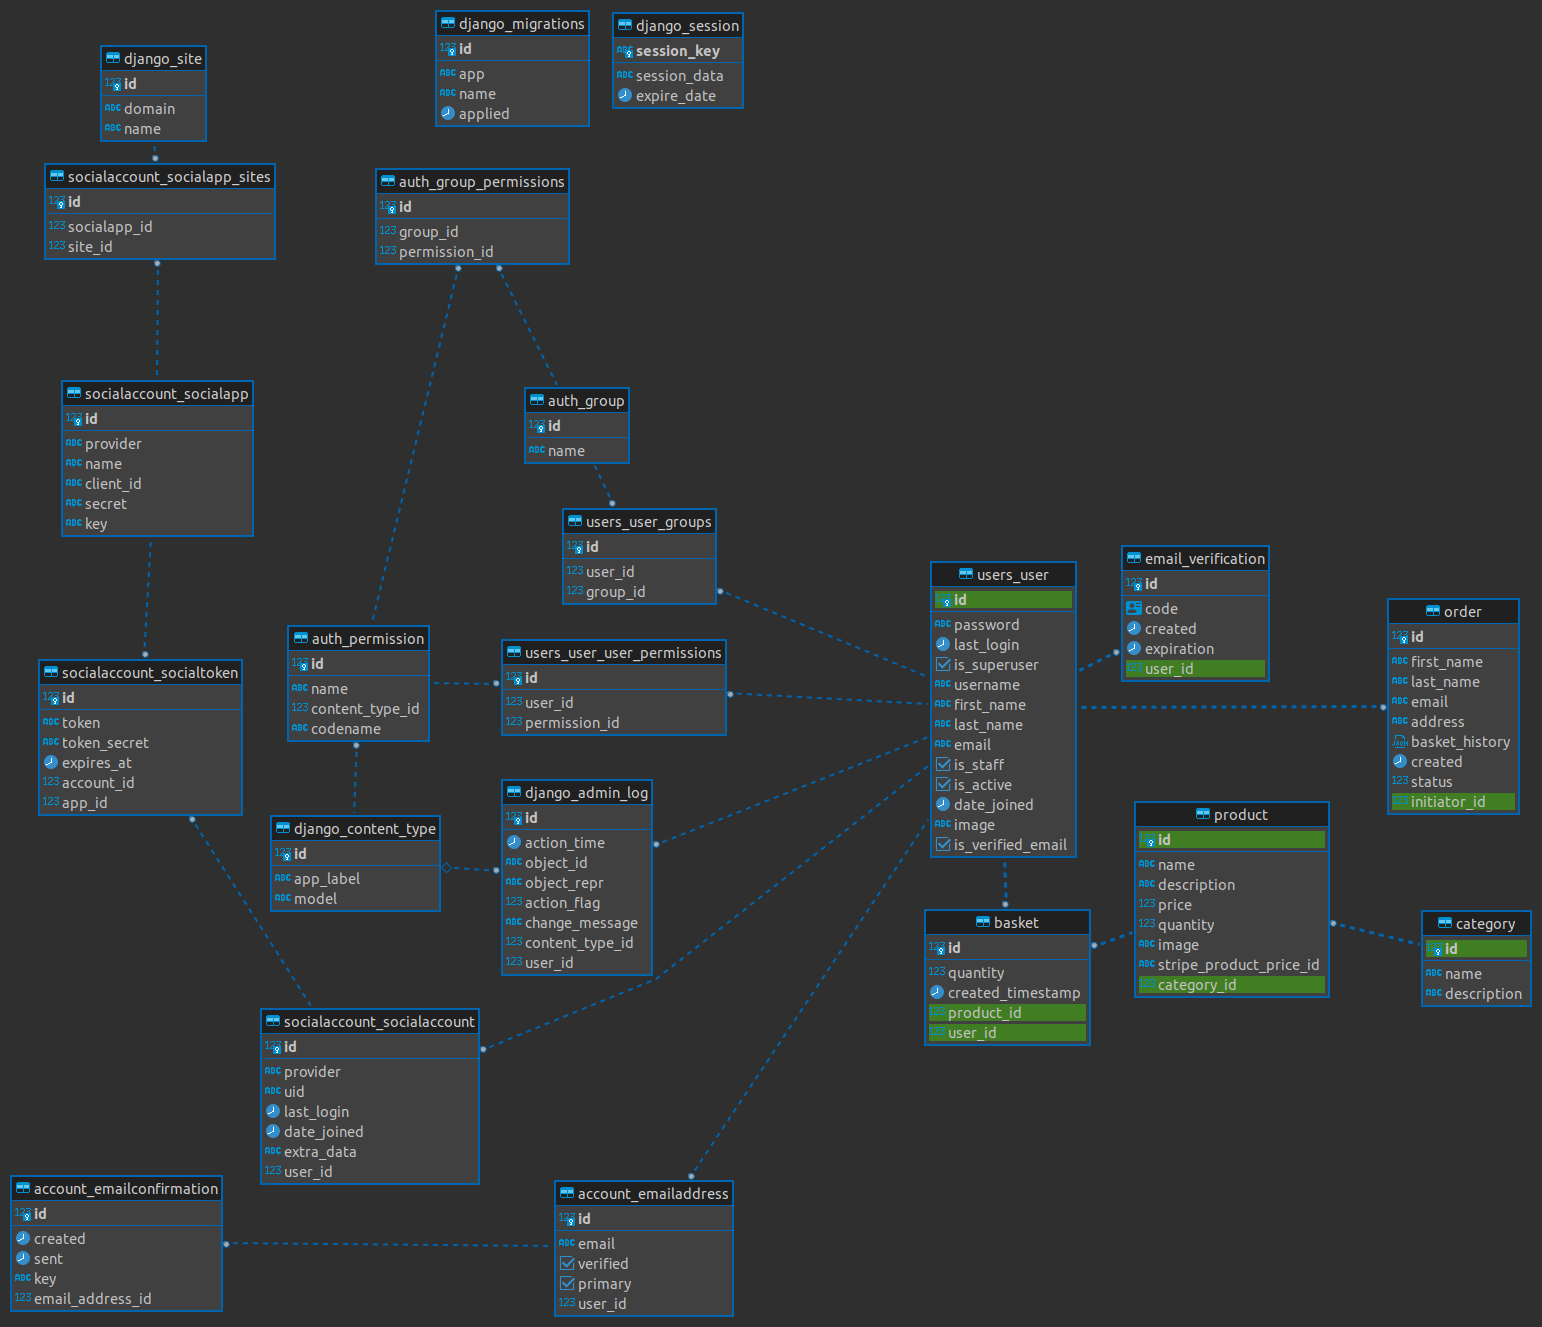 django_migrations
id
app
name
applied
django_session
session_key
session_data
expire_date
django_site
id
domain
name
socialaccount_socialapp_sites
id
socialapp_id
site_id
auth_group_permissions
id
group_id
permission_id
socialaccount_socialapp
id
provider
name
client_id
secret
key
auth_group
id
name
users_user_groups
id
user_id
group_id
users_user
id
password
last_login
is_superuser
username
first_name
last_name
email
is_staff
is_active
date_joined
image
is_verified_email
email_verification
id
code
created
expiration
user_id
order
id
first_name
last_name
email
address
basket_history
created
status
initiator_id
auth_permission
id
name
content_type_id
codename
users_user_user_permissions
id
user_id
permission_id
socialaccount_socialtoken
id
token
token_secret
expires_at
account_id
app_id
django_admin_log
id
action_time
object_id
object_repr
action_flag
change_message
content_type_id
user_id
django_content_type
id
app_label
model
product
id
name
description
price
quantity
image
stripe_product_price_id
category_id
category
id
name
description
basket
id
quantity
created_timestamp
product_id
user_id
socialaccount_socialaccount
id
provider
uid
last_login
date_joined
extra_data
user_id
account_emailconfirmation
id
created
sent
key
email_address_id
account_emailaddress
id
email
verified
primary
user_id